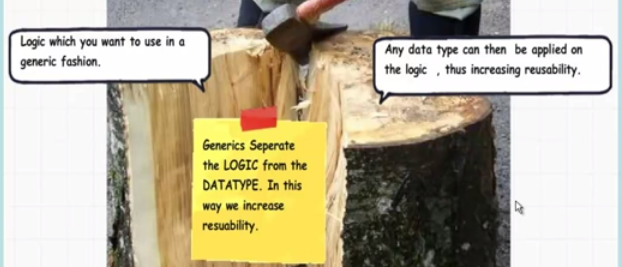 Logic which you want to use in a
generic fashion.
Any data type can then be applied on
the logic , thus increasing reusability.
Generics Seperate
the LOGIC from the
DATATYPE. In this
way we increase
resuability.